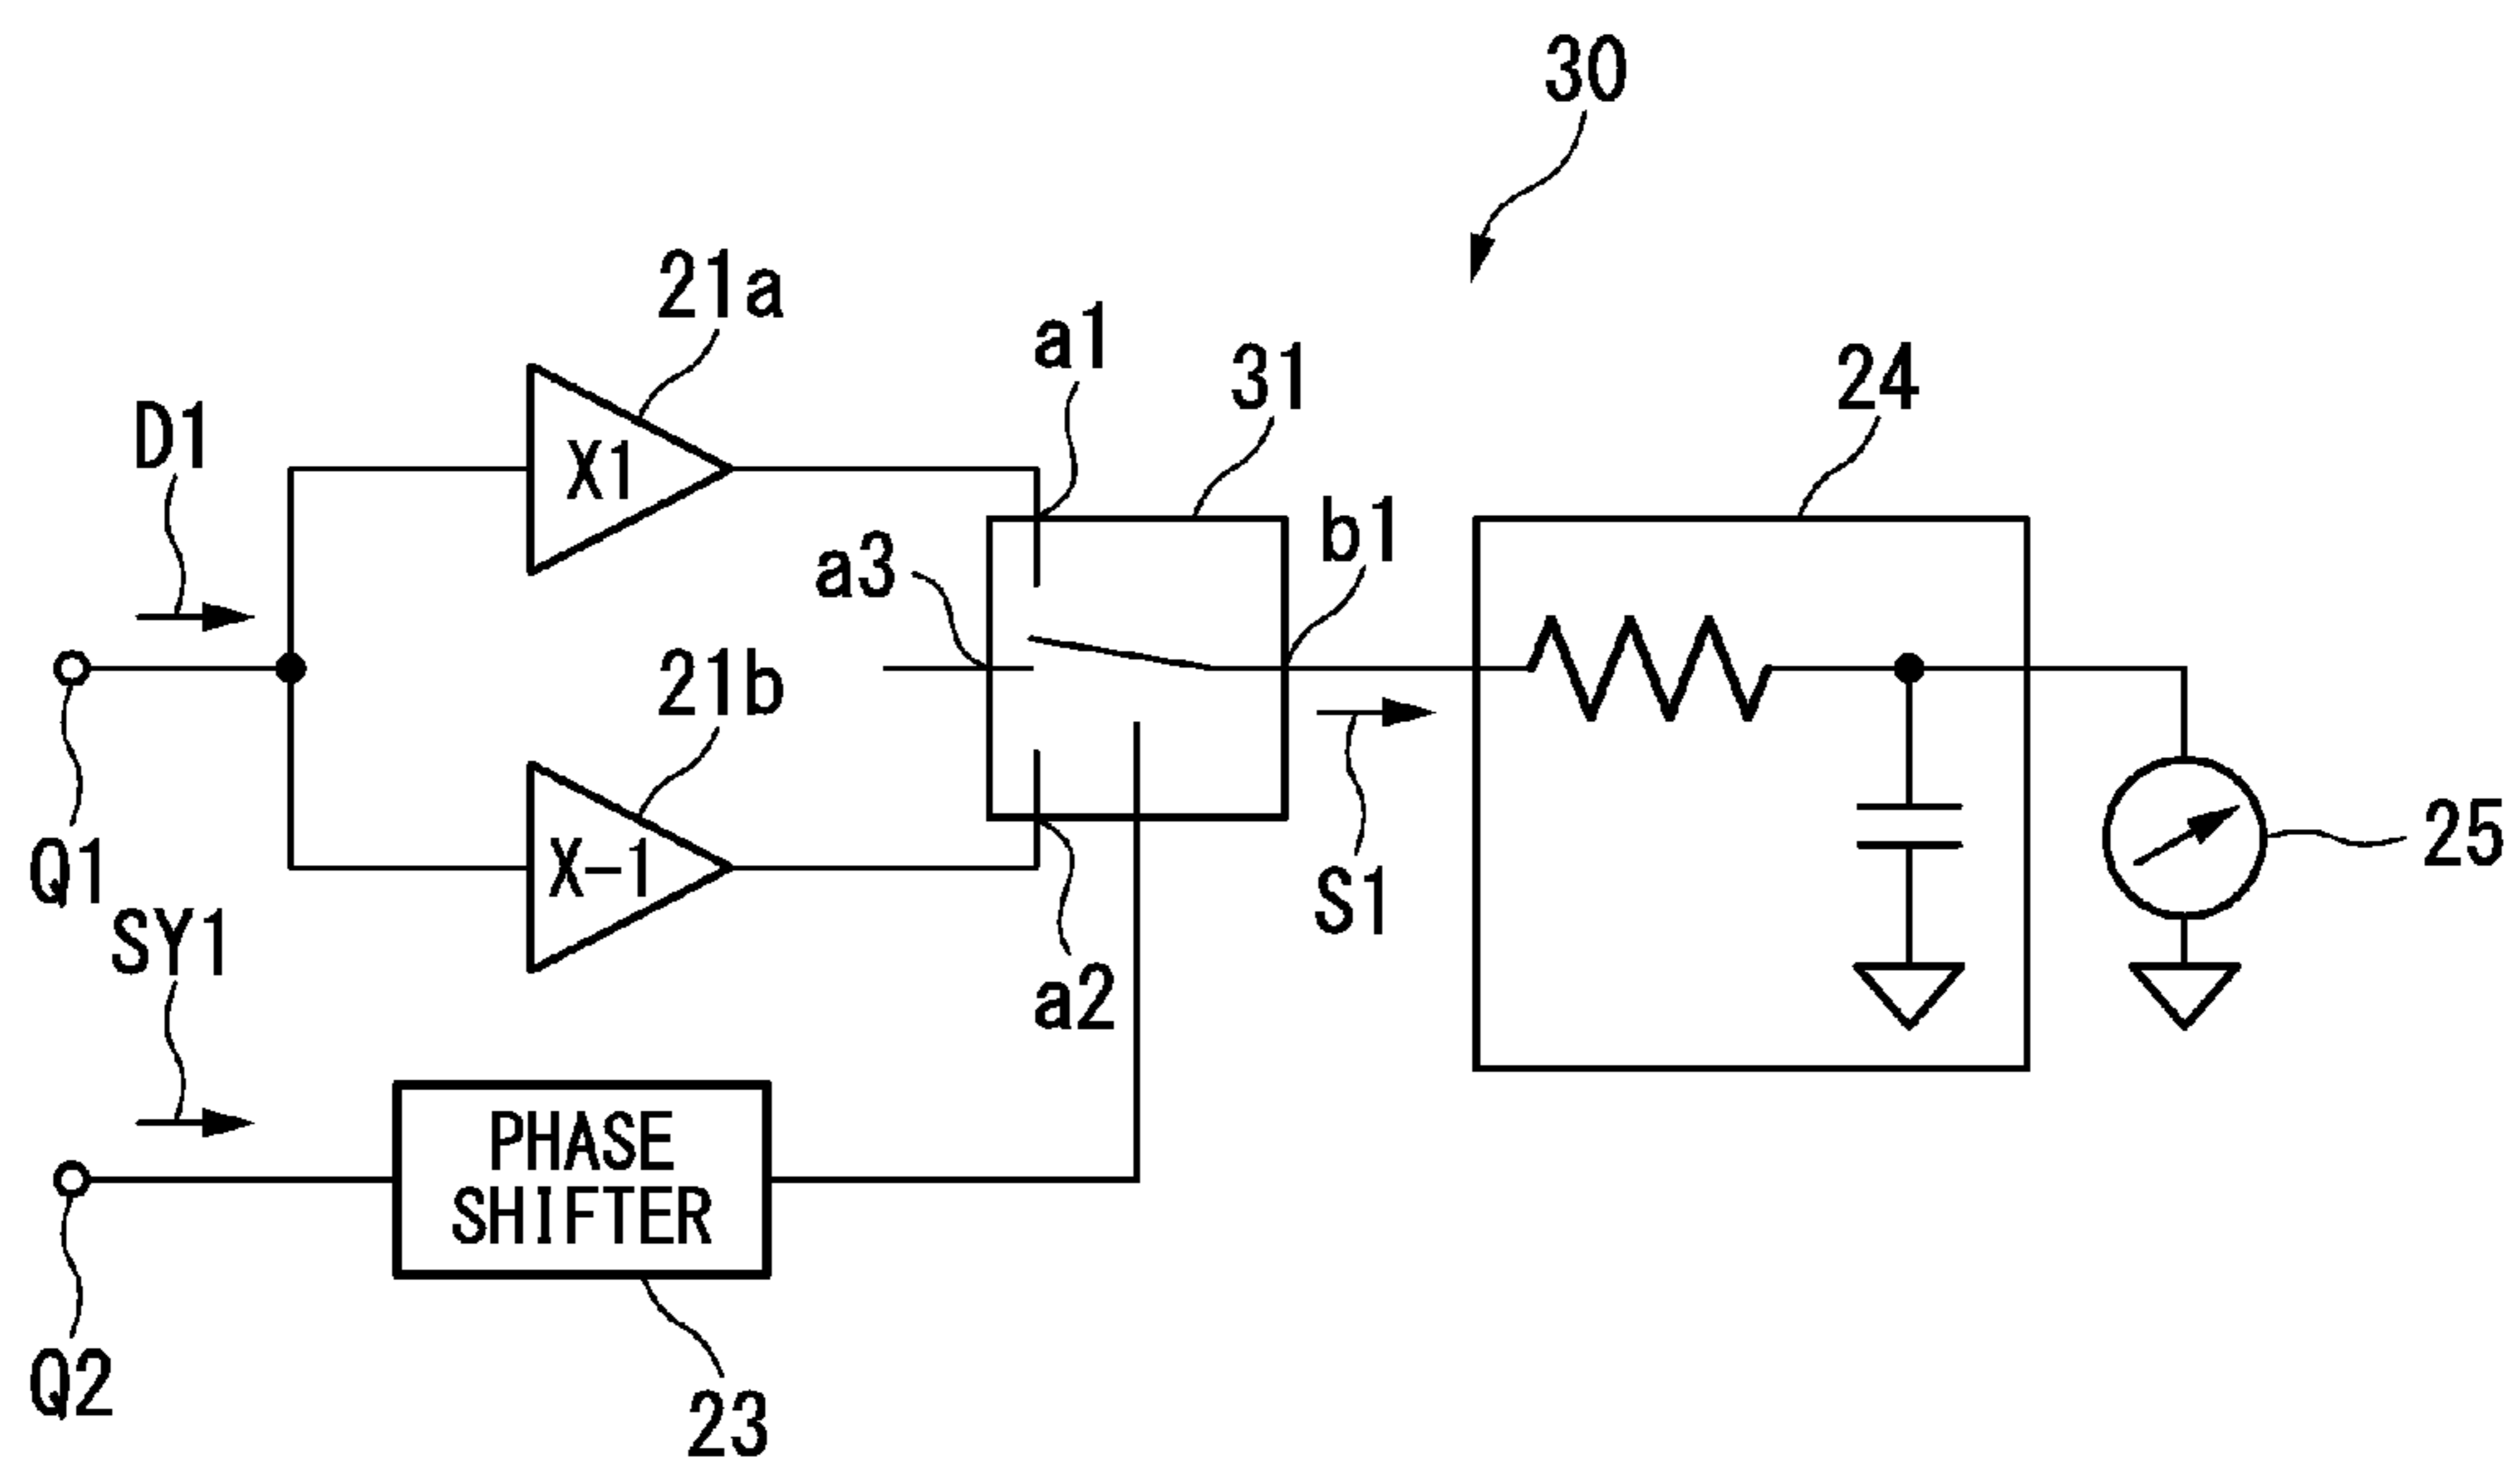 30
21a
a1
31
24
D1
X1
a3
b1
21b
Q1
X-1
25
SY1
S1
a2
PHASE
SHIFTER
Q2
23